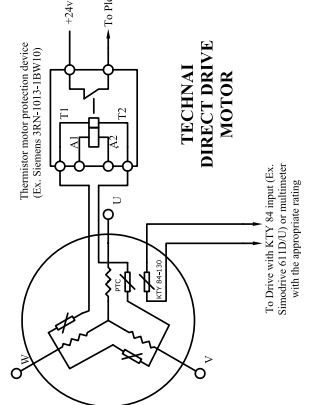 +24v
To
Thermistor motor protection device
(Ex. Siemens 3RN-1013-1BW10)
T1
T2
A1
A2
TECHNAI
DIRECT DRIVE
MOTOR
U
PTC
KTY 84-130
W
V
To Drive with KTY 84 input (Ex.
Simodrive 611D/U) or multimeter
with the appropriate rating